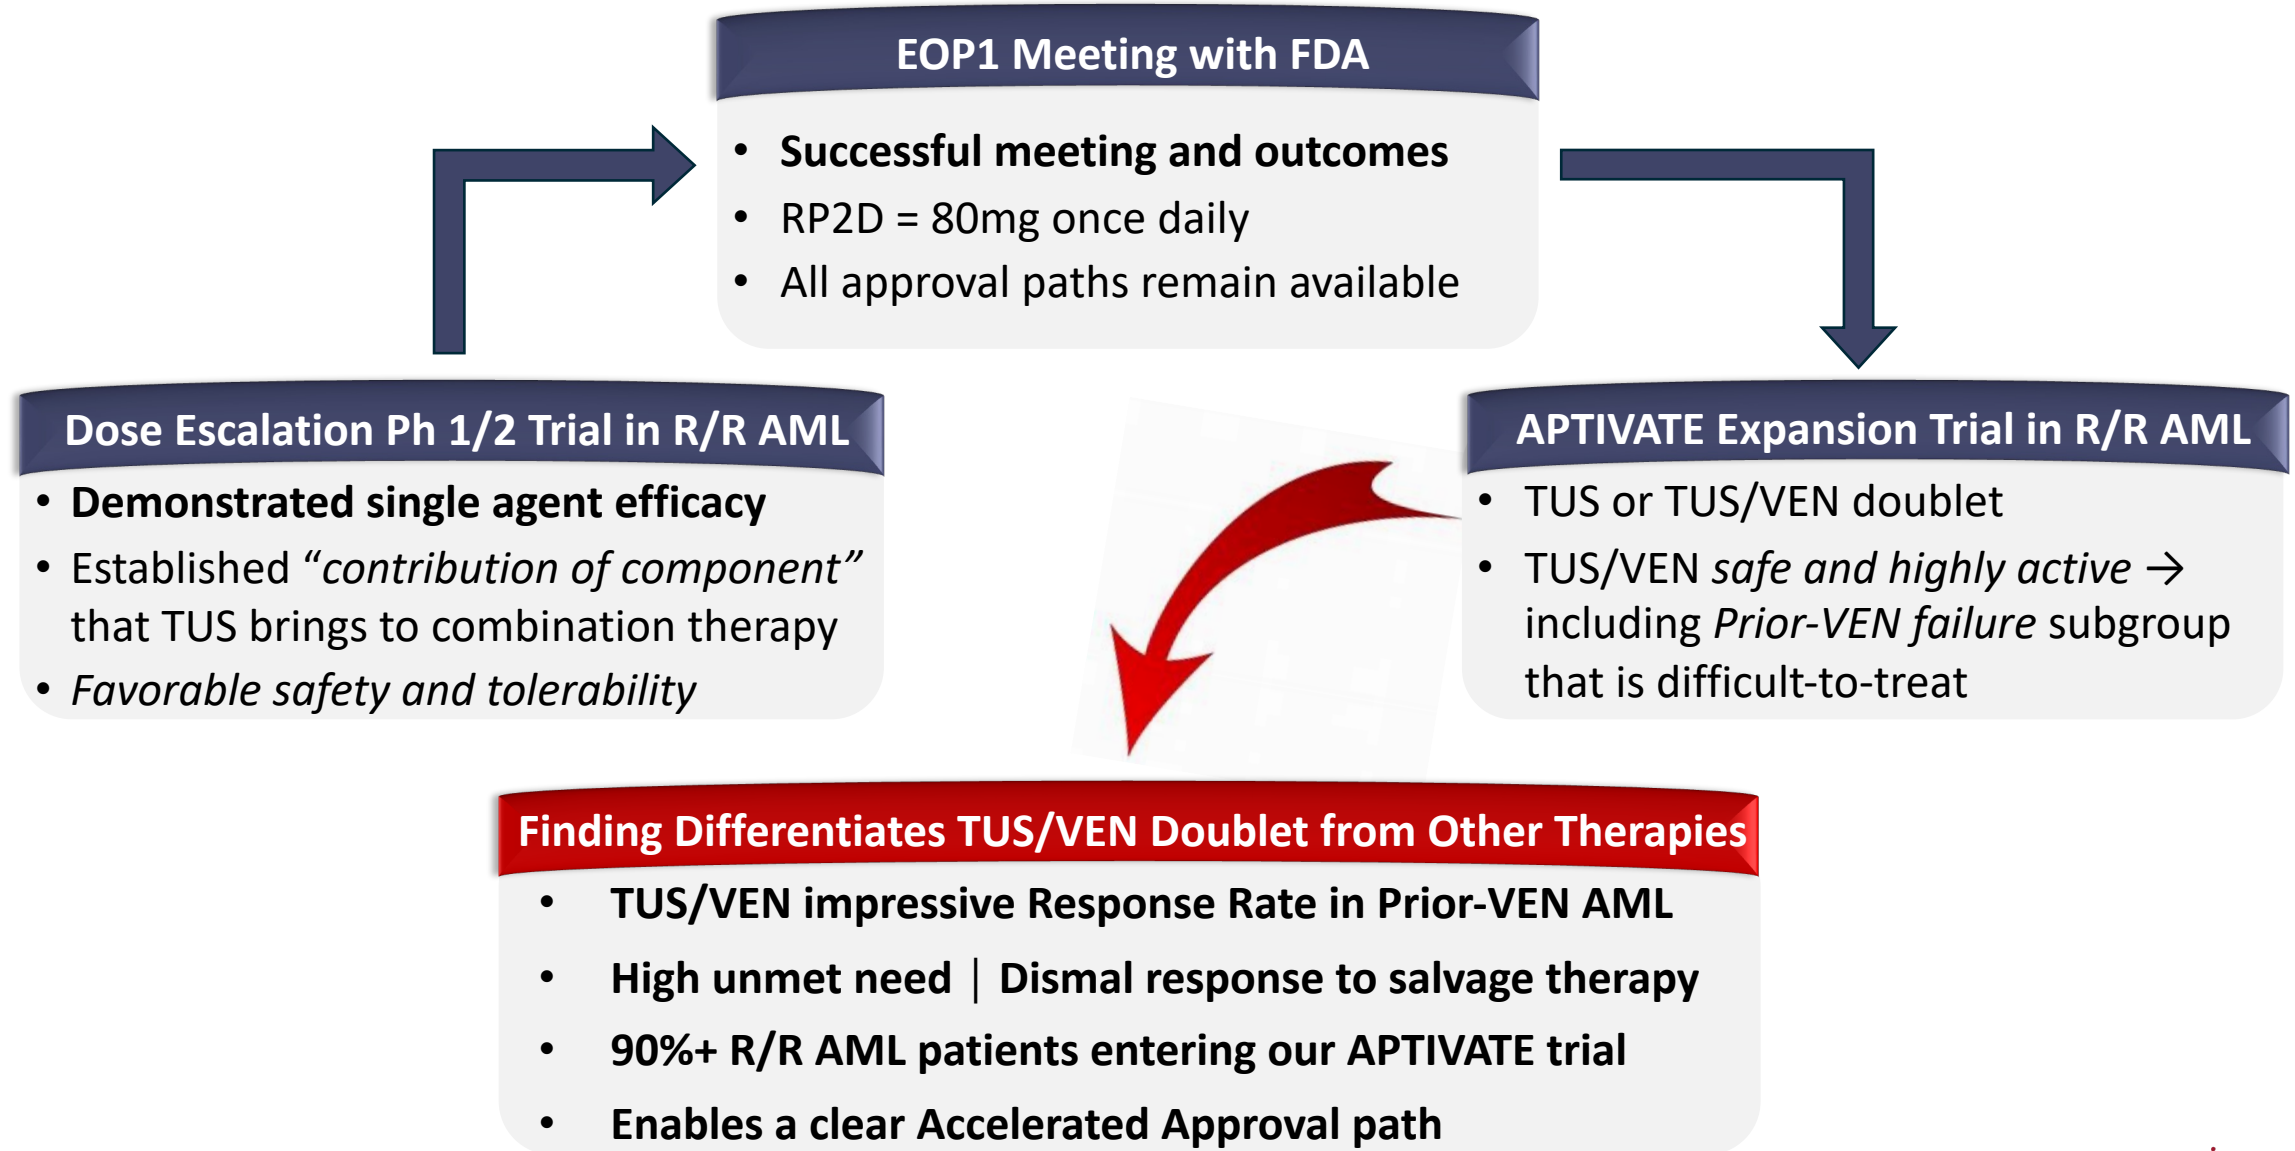 EOP1 Meeting with FDA
• Successful meeting and outcomes
• RP2D = 80mg once daily
• All approval paths remain available
Dose Escalation Ph 1/2 Trial in R/R AML
• Demonstrated single agent efficacy
• Established “contribution of component”
that TUS brings to combination therapy
• Favorable safety and tolerability
APTIVATE Expansion Trial in R/R AML
• TUS or TUS/VEN doublet
• TUS/VEN safe and highly active →
including Prior-VEN failure subgroup
that is difficult-to-treat
Finding Differentiates TUS/VEN Doublet from Other Therapies
• TUS/VEN impressive Response Rate in Prior-VEN AML
• High unmet need | Dismal response to salvage therapy
• 90%+ R/R AML patients entering our APTIVATE trial
• Enables a clear Accelerated Approval path